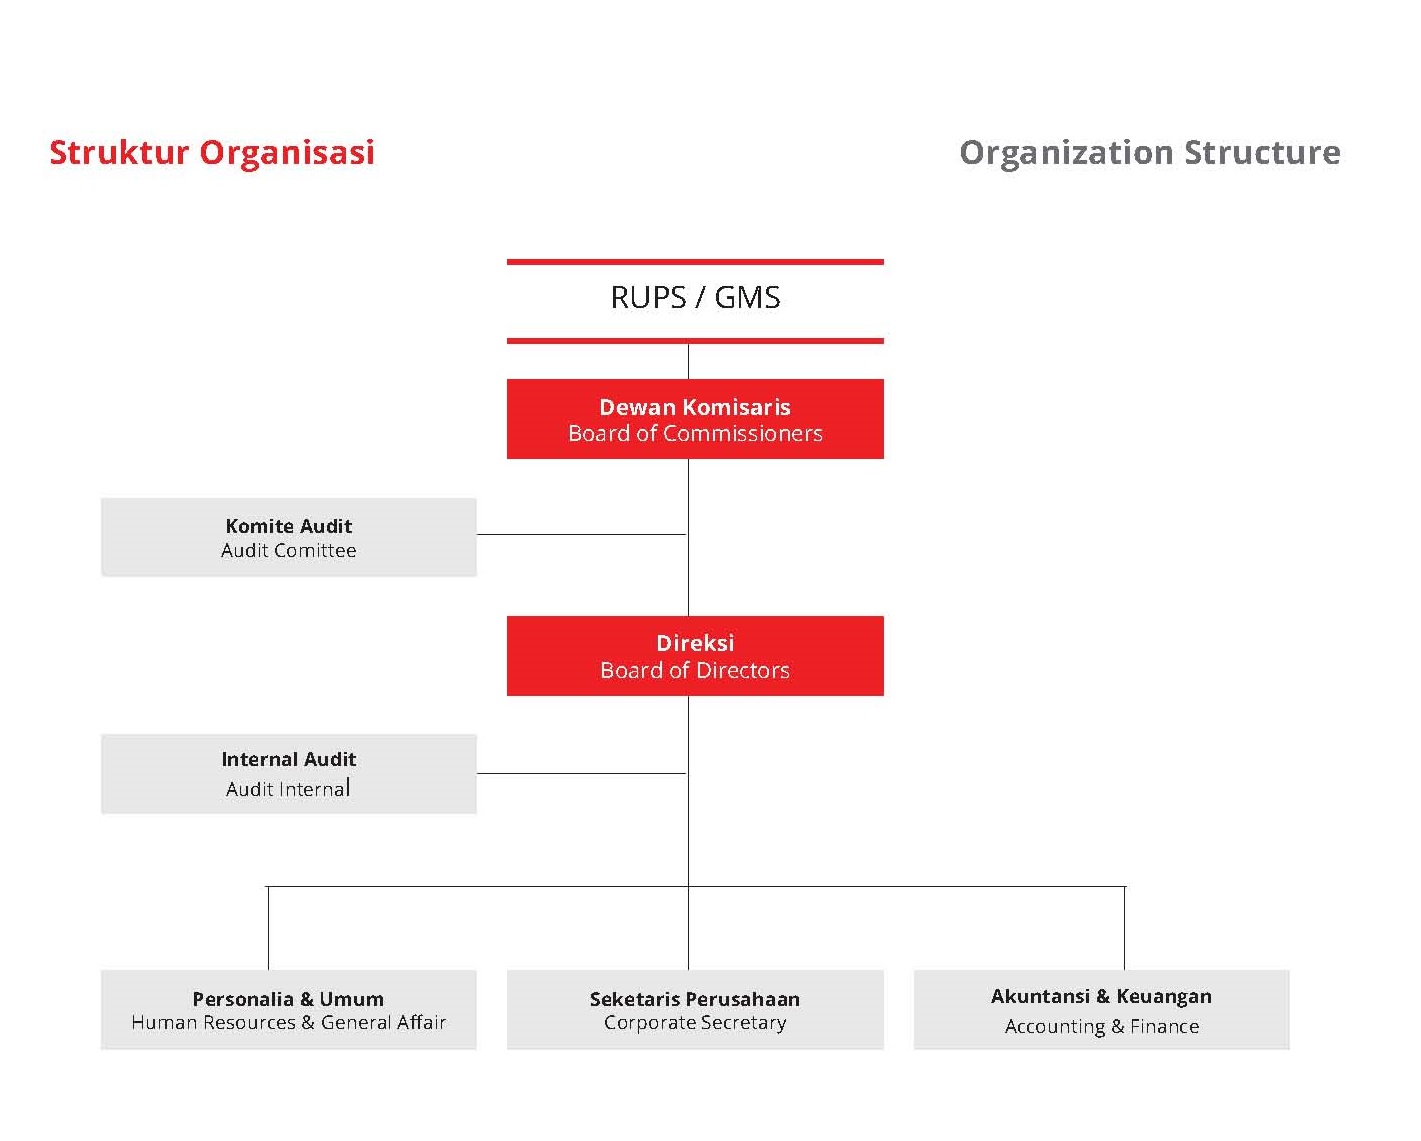 Struktur Organisasi
Organization Structure
RUPS / GMS
Dewan Komisaris
Board of Commissioners
Komite Audit
Audit Comittee
Direksi
Board of Directors
Internal Audit
Audit Internal
Personalia & Umum
Human Resources & General Affair
Seketaris Perusahaan
Corporate Secretary
Akuntansi & Keuangan
Accounting & Finance